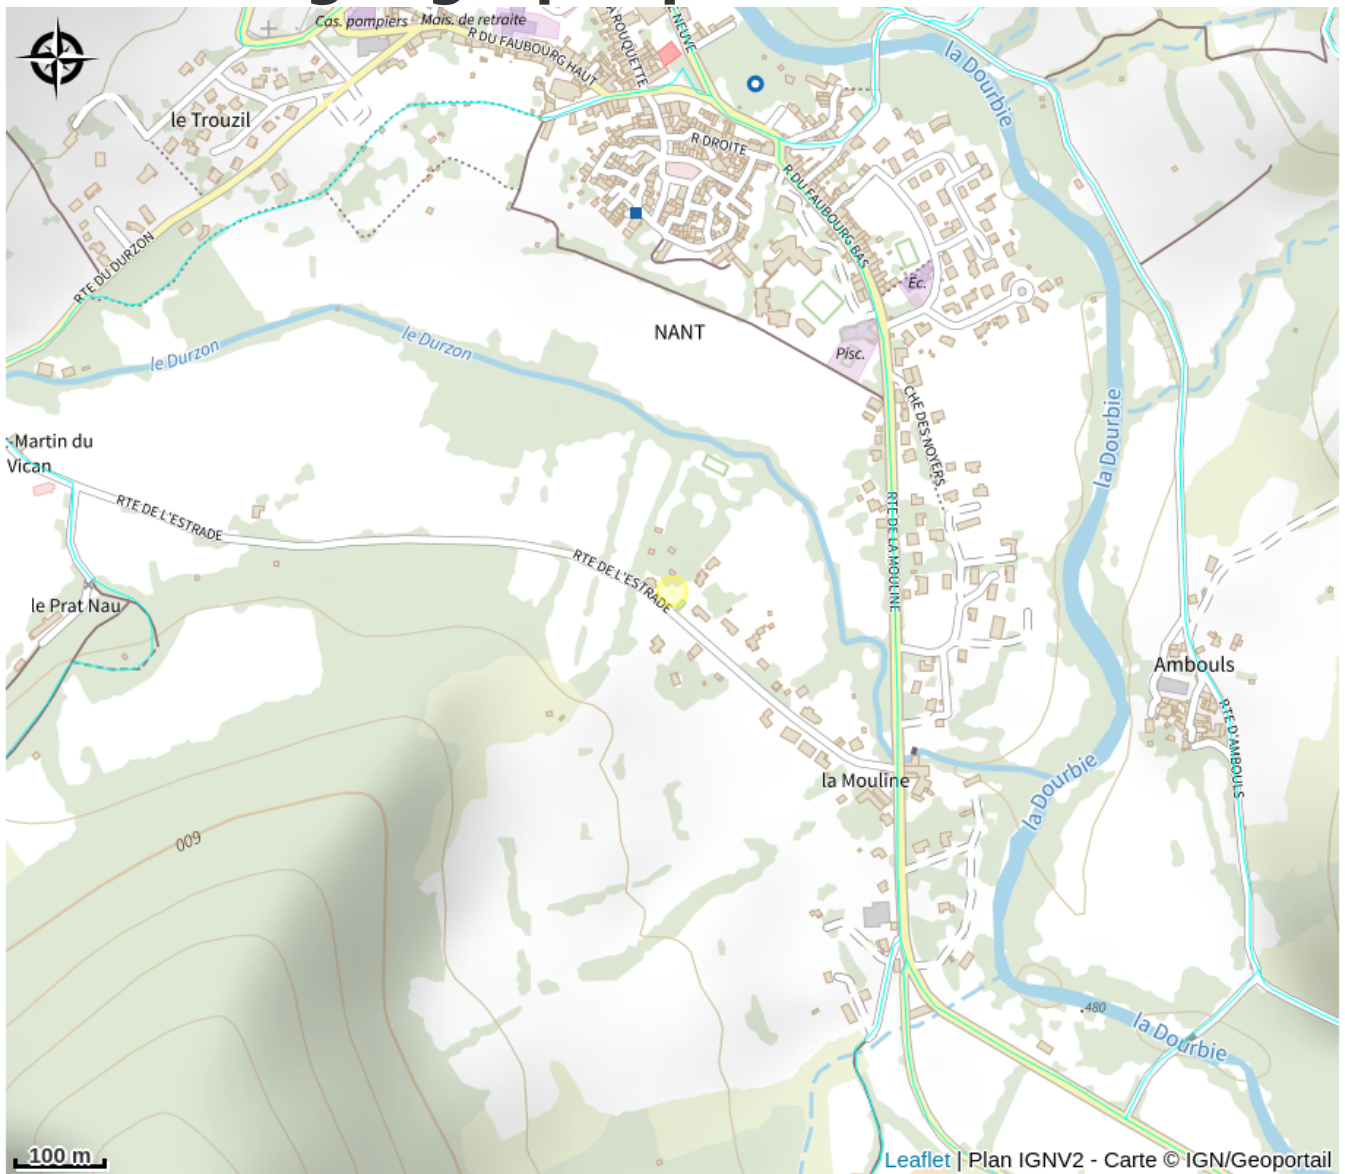 Cas. pompiers
Mais. de retraite
R DU FAUBOURG HAUT
NEUVE
la Dourbie
le Trouzil
R DROITE
R DU FAUBOURG BAS
RTE DU DURZON
Éc.
NANT
le Durzon
le Durzon
Pisc.
CHE DES NOYERS
la Dourbie
Martin du
Vican
RTE DE L'ESTRADE
RTE DE L'ESTRADE
RTE DE LA MOULINE
le Prat Nau
Ambouls
RTE D'AMBOULS
la Mouline
la Dourbie
009
.480
la Dourbie
100 m
Leaflet | Plan IGNV2 - Carte © IGN/Geoportail